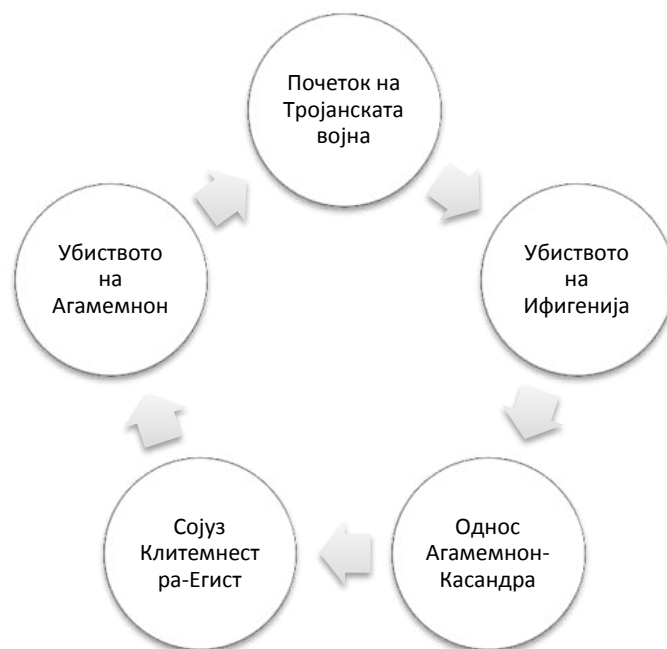 Почеток на
Тројанската
војна
Убиството
на
Ифигенија
Однос
Агамемнон-
Касандра
Сојуз
Клитемнест
ра-Егист
Убиството
на
Агамемнон